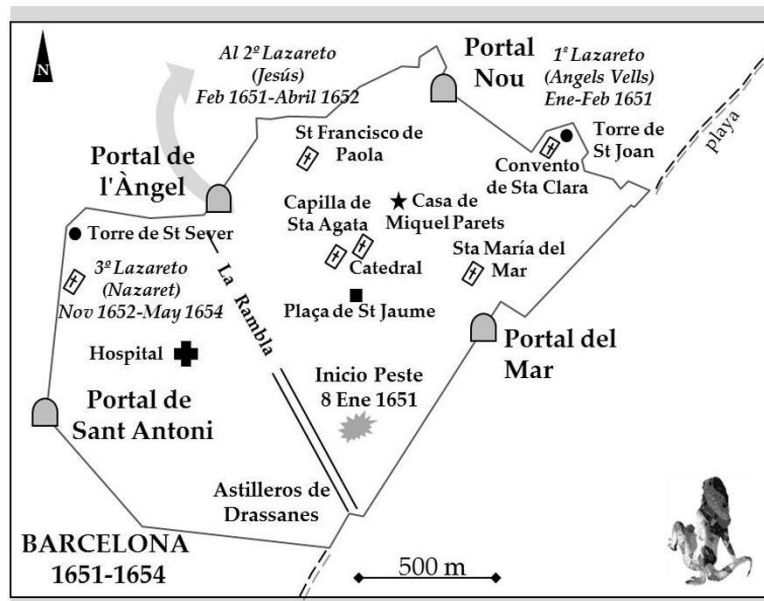 N
Al 2º Lazareto
(Jesús)
Feb 1651-Abril 1652
Portal
Nou
1º Lazareto
(Angels Vells)
Ene-Feb 1651
playa
St Francisco de
Paola
Torre de
St Joan
Convento
de Sta Clara
Portal de
l'Àngel
Capilla de
Sta Agata
Casa de
Miquel Parets
Torre de St Sever
Sta María del
Mar
Catedral
3º Lazareto
(Nazaret)
Nov 1652-May 1654
La Rambla
Plaça de St Jaume
Portal del
Mar
Hospital
Inicio Peste
8 Ene 1651
Portal de
Sant Antoni
Astilleros de
Drassanes
BARCELONA
1651-1654
500 m